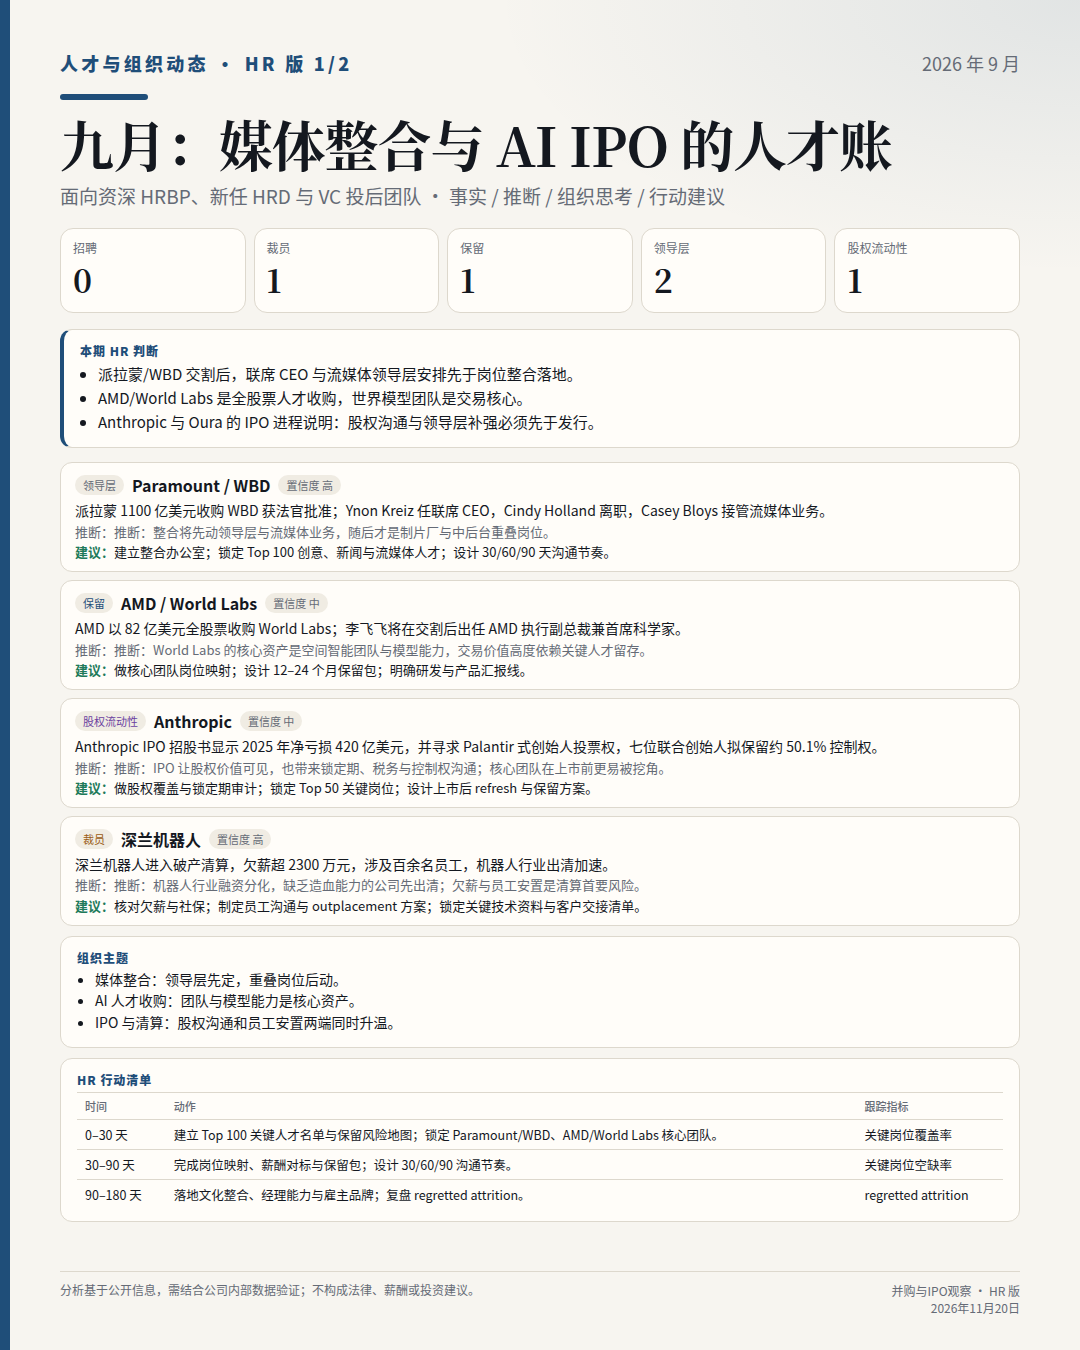 人才与组织动态 · HR 版 1/2
2026 年 9 月
九月：媒体整合与 AI IPO 的人才账
面向资深 HRBP、新任 HRD 与 VC 投后团队 · 事实 / 推断 / 组织思考 / 行动建议
招聘
0
裁员
1
保留
1
领导层
2
股权流动性
1
本期 HR 判断
• 派拉蒙/WBD 交割后，联席 CEO 与流媒体领导层安排先于岗位整合落地。
• AMD/World Labs 是全股票人才收购，世界模型团队是交易核心。
• Anthropic 与 Oura 的 IPO 进程说明：股权沟通与领导层补强必须先于发行。
领导层 Paramount / WBD 置信度 高
派拉蒙 1100 亿美元收购 WBD 获法官批准；Ynon Kreiz 任联席 CEO，Cindy Holland 离职，Casey Bloys 接管流媒体业务。
推断：推断：整合将先动领导层与流媒体业务，随后才是制片厂与中后台重叠岗位。
建议：建立整合办公室；锁定 Top 100 创意、新闻与流媒体人才；设计 30/60/90 天沟通节奏。
保留 AMD / World Labs 置信度 中
AMD 以 82 亿美元全股票收购 World Labs；李飞飞将在交割后出任 AMD 执行副总裁兼首席科学家。
推断：推断：World Labs 的核心资产是空间智能团队与模型能力，交易价值高度依赖关键人才留存。
建议：做核心团队岗位映射；设计 12–24 个月保留包；明确研发与产品汇报线。
股权流动性 Anthropic 置信度 中
Anthropic IPO 招股书显示 2025 年净亏损 420 亿美元，并寻求 Palantir 式创始人投票权，七位联合创始人拟保留约 50.1% 控制权。
推断：推断：IPO 让股权价值可见，也带来锁定期、税务与控制权沟通；核心团队在上市前更易被挖角。
建议：做股权覆盖与锁定期审计；锁定 Top 50 关键岗位；设计上市后 refresh 与保留方案。
裁员 深兰机器人 置信度 高
深兰机器人进入破产清算，欠薪超 2300 万元，涉及百余名员工，机器人行业出清加速。
推断：推断：机器人行业融资分化，缺乏造血能力的公司先出清；欠薪与员工安置是清算首要风险。
建议：核对欠薪与社保；制定员工沟通与 outplacement 方案；锁定关键技术资料与客户交接清单。
组织主题
• 媒体整合：领导层先定，重叠岗位后动。
• AI 人才收购：团队与模型能力是核心资产。
• IPO 与清算：股权沟通和员工安置两端同时升温。
HR 行动清单
时间 动作 跟踪指标
0–30 天 建立 Top 100 关键人才名单与保留风险地图；锁定 Paramount/WBD、AMD/World Labs 核心团队。 关键岗位覆盖率
30–90 天 完成岗位映射、薪酬对标与保留包；设计 30/60/90 沟通节奏。 关键岗位空缺率
90–180 天 落地文化整合、经理能力与雇主品牌；复盘 regretted attrition。 regretted attrition
分析基于公开信息，需结合公司内部数据验证；不构成法律、薪酬或投资建议。
并购与IPO观察 · HR 版
2026年11月20日